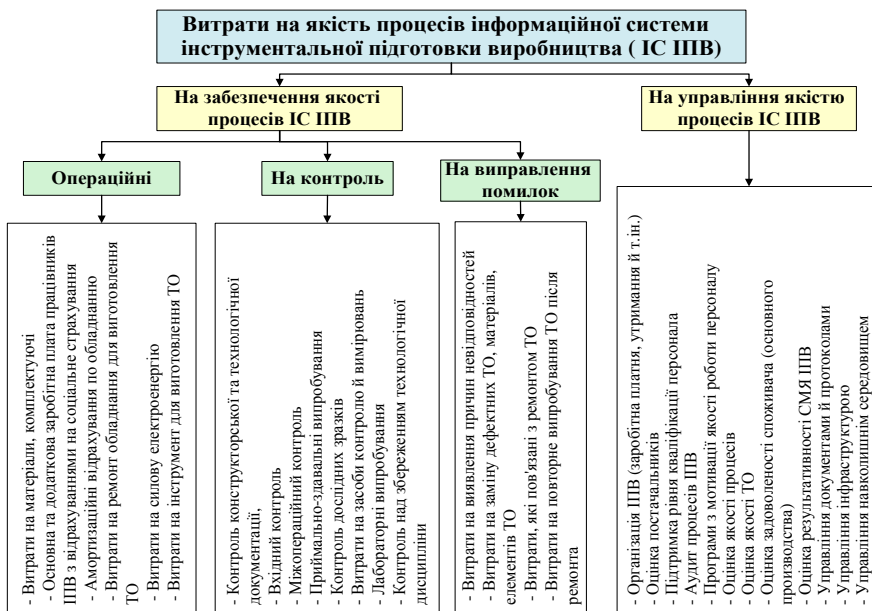 Витрати на якість процесів інформаційної системи
інструментальної підготовки виробництва ( ІС ІПВ)
На забезпечення якості
процесів ІС ІПВ
На управління якістю
процесів ІС ІПВ
Операційні
На контроль
На виправлення
помилок
- Витрати на матеріали, комплектуючі
- Основна та додаткова заробітна плата працівників
ІПВ з відрахуваннями на соціальне страхування
- Амортизаційні відрахування по обладнанню
- Витрати на ремонт обладнання для виготовлення
ТО
- Витрати на силову електроенергію
- Витрати на інструмент для виготовлення ТО
- Контроль конструкторської та технологічної
документації,
- Вхідний контроль
- Міжопераційний контроль
- Приймально-здавальні випробування
- Контроль дослідних зразків
- Витрати на засоби контролю й вимірювань
- Лабораторні випробування
- Контроль над збереженням технологічної
дисципліни
- Витрати на виявлення причин невідповідностей
- Витрати на заміну дефектних ТО, матеріалів,
елементів ТО
- Витрати, які пов'язані з ремонтом ТО
- Витрати на повторне випробування ТО після
ремонта
- Організація ІПВ (заробітна платня, утримання й т.ін.)
- Оцінка постачальників
- Підтримка рівня кваліфікації персонала
- Аудит процесів ІПВ
- Програми з мотивації якості роботи персоналу
- Оцінка якості процесів
- Оцінка якості ТО
- Оцінка задоволеності споживача (основного
производства)
- Оцінка результативності СМЯ ІПВ
- Управління документами й протоколами
- Управління інфраструктурою
- Управління навколишнім середовищем